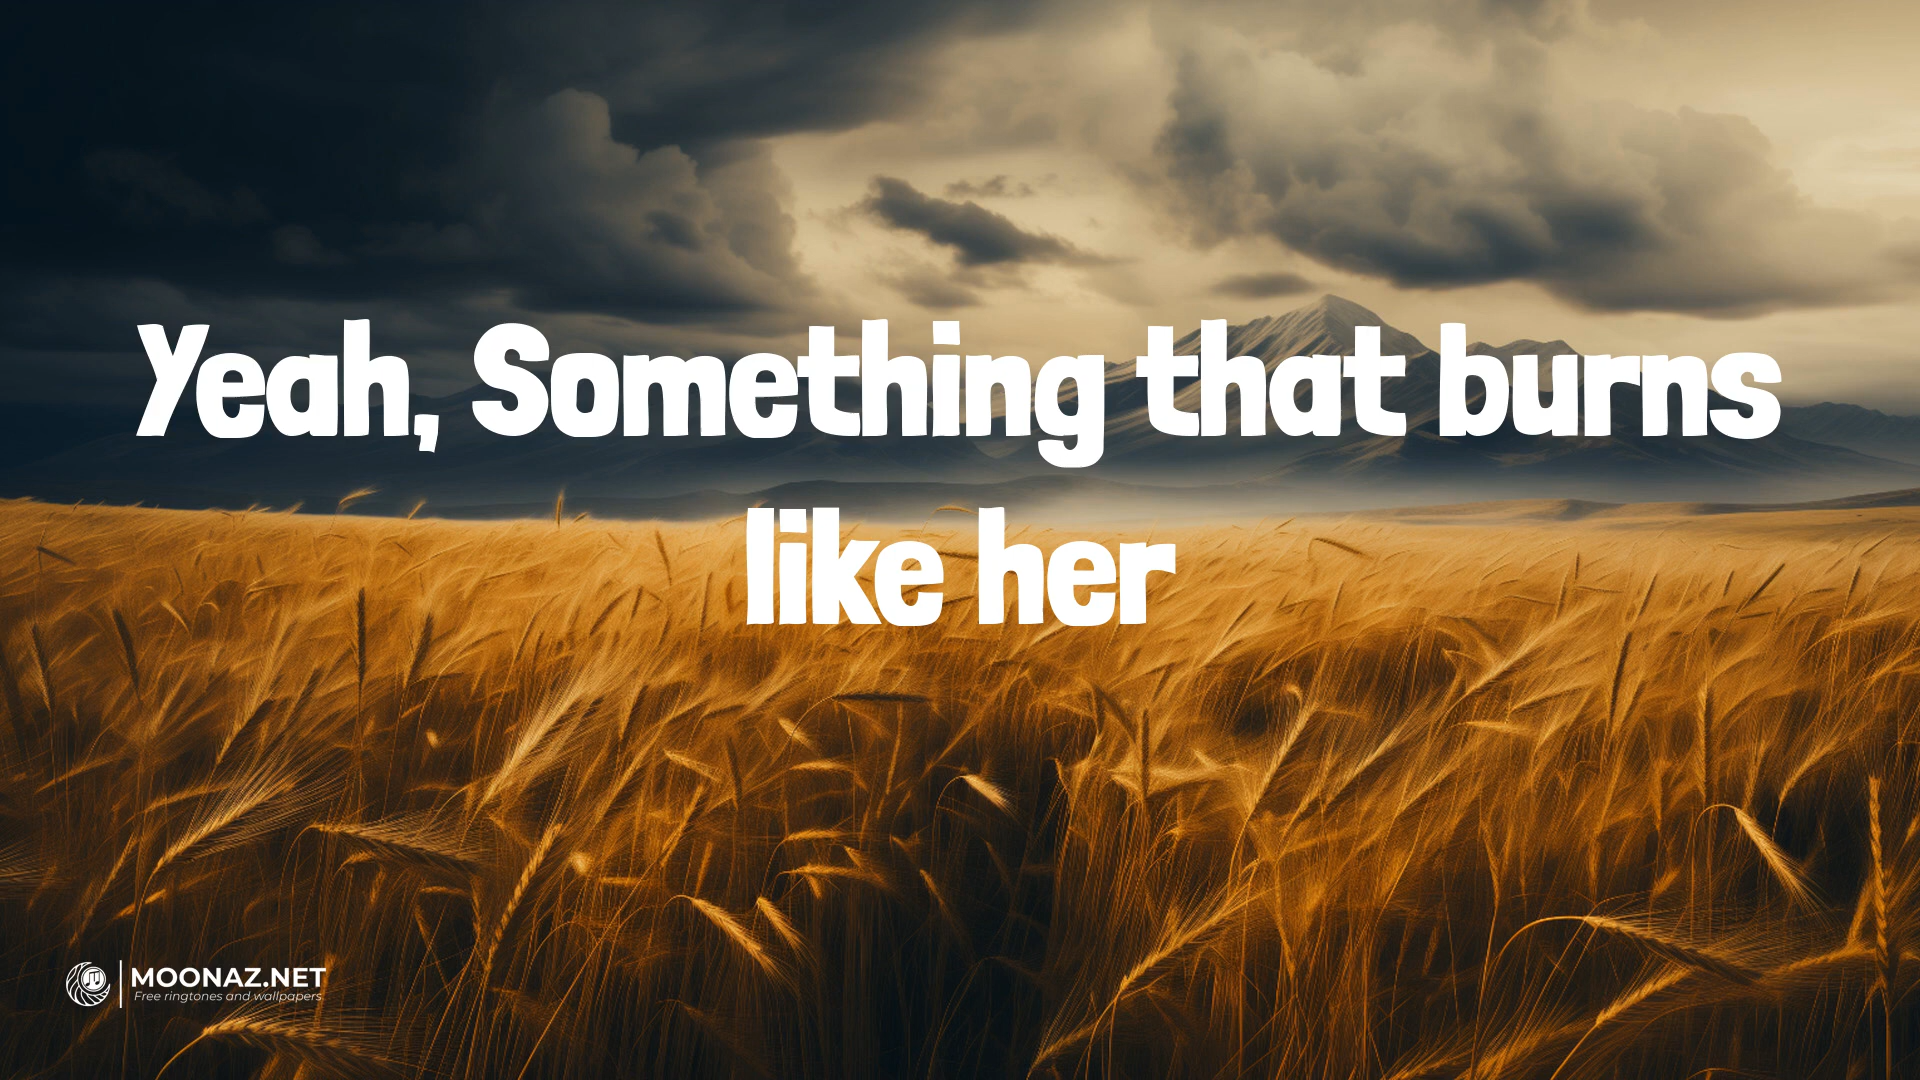 Yeah, Something that burns
like her
MOONAZ.NET
Free ringtones and wallpapers